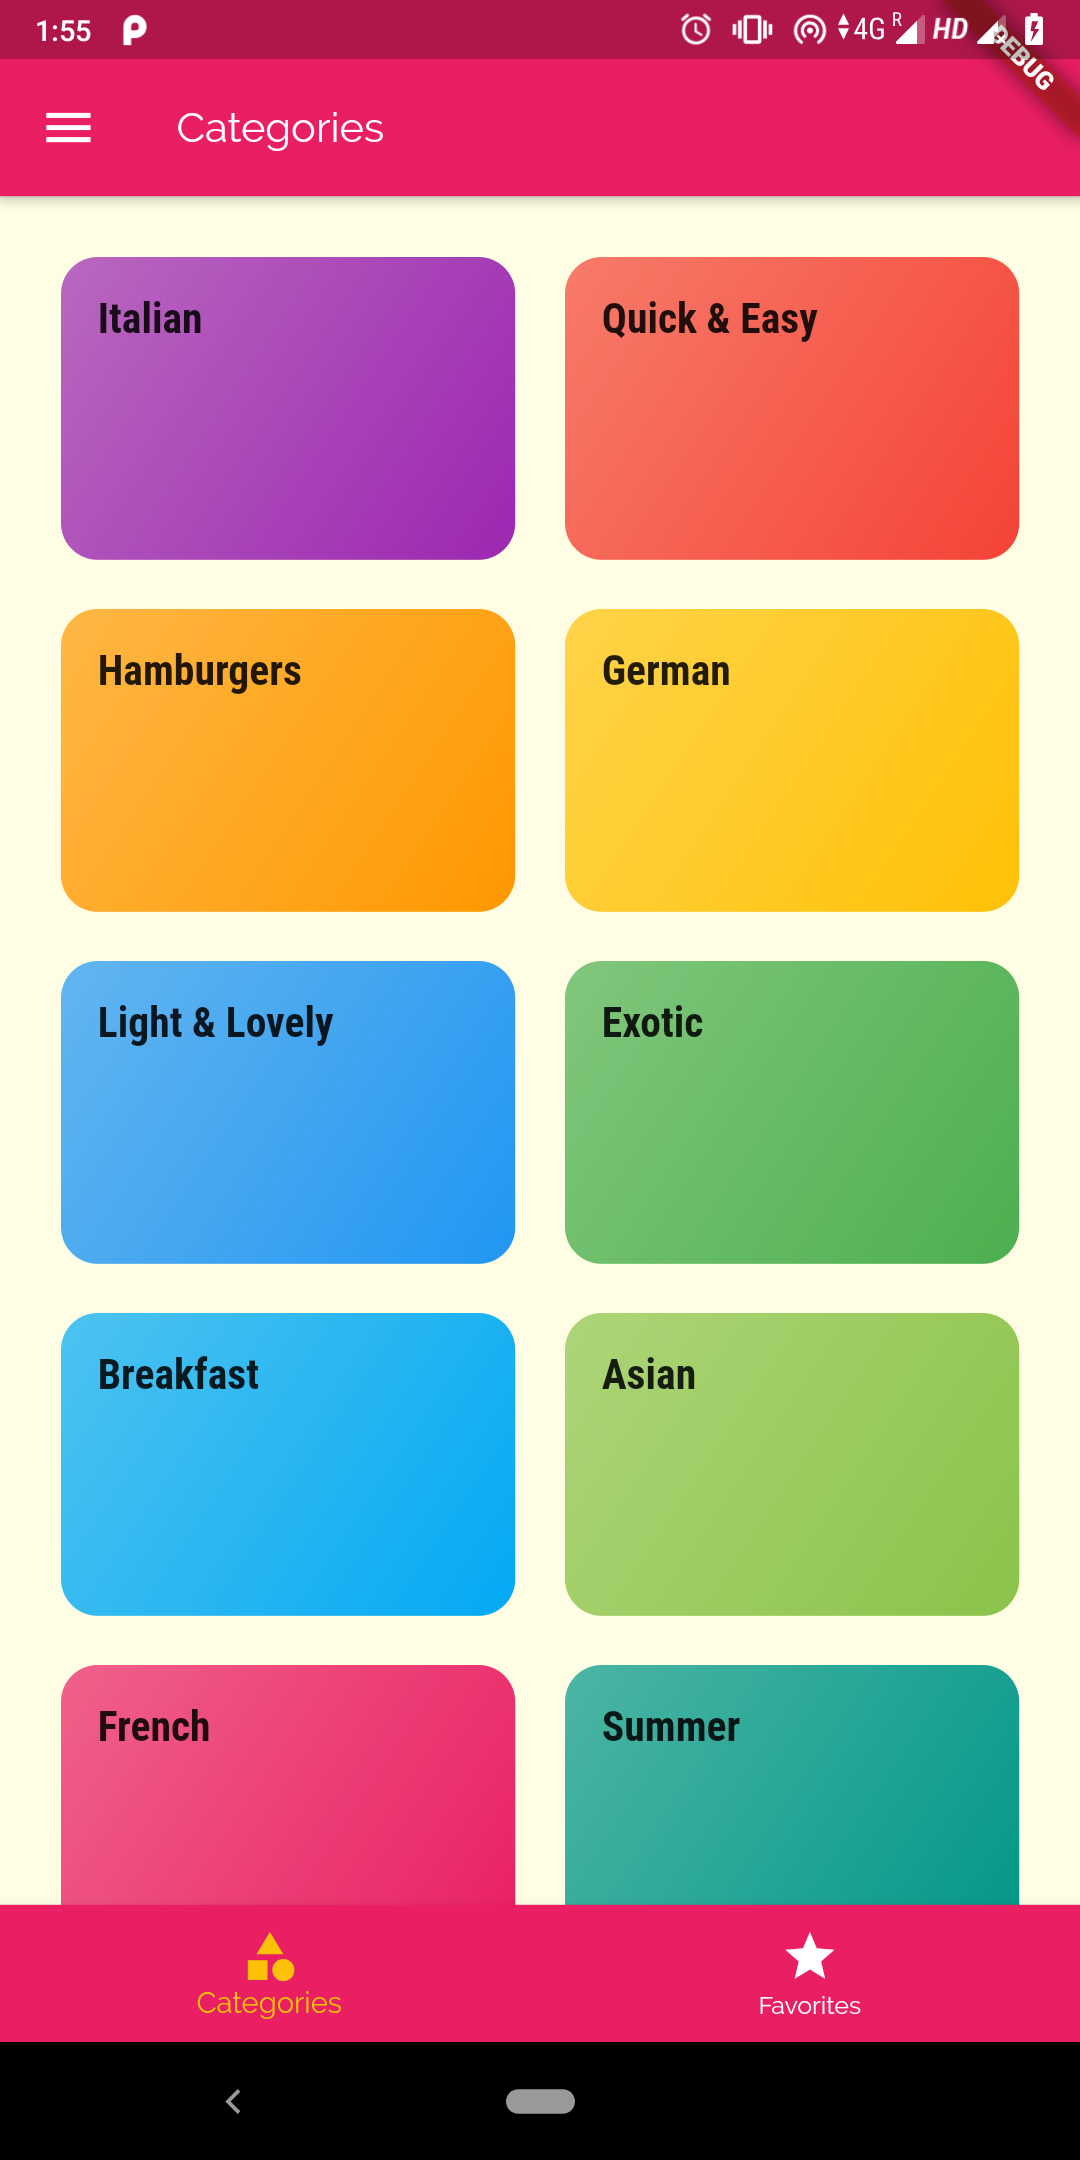 1:55 4G R HD
DEBUG
Categories
Italian
Quick & Easy
Hamburgers
German
Light & Lovely
Exotic
Breakfast
Asian
French
Summer
Categories
Favorites